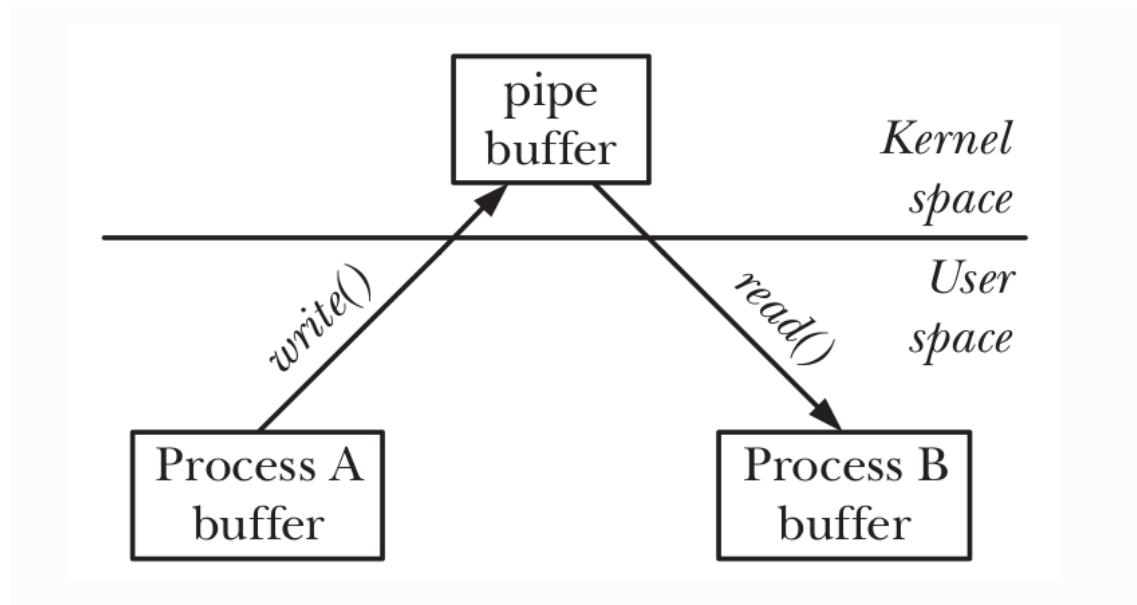 pipe
buffer
Kernel
space
write()
read()
User
space
Process A
buffer
Process B
buffer